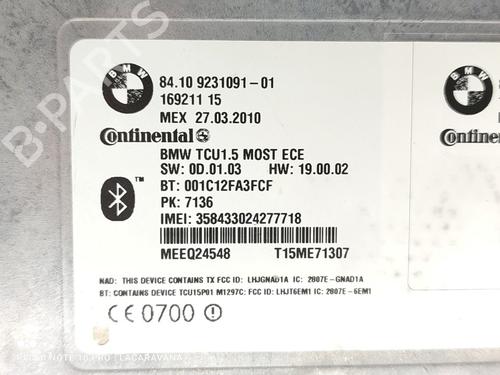 BMW
84.10 9231091-01
169211 15
MEX 27.03.2010
Continental
BMW TCU1.5 MOST ECE
SW: 0D.01.03 HW: 19.00.02
BT: 001C12FA3FCF
PK: 7136
IMEI: 358433024277718
MEEQ24548 T15ME71307
NAD: THIS DEVICE CONTAINS TX FCC ID: LHJGNAD1A IC: 2807E-GNAD1A
BT: CONTAINS DEVICE TCU15P01 M1297C: FCC ID: LHJT6EM1 IC: 2807E-6EM1
CE 0700
BMW
Continental
B-PARTS